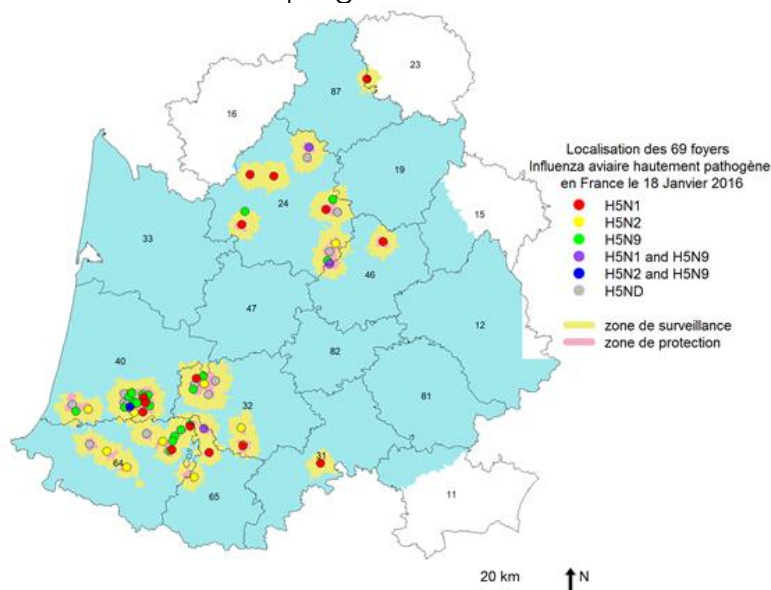 23
87
16
19
24
15
33
46
47
12
82
40
32
81
64
31
65
11
Localisation des 69 foyers
Influenza aviaire hautement pathogène
en France le 18 Janvier 2016
H5N1
H5N2
H5N9
H5N1 and H5N9
H5N2 and H5N9
H5ND
zone de surveillance
zone de protection
20 km
N